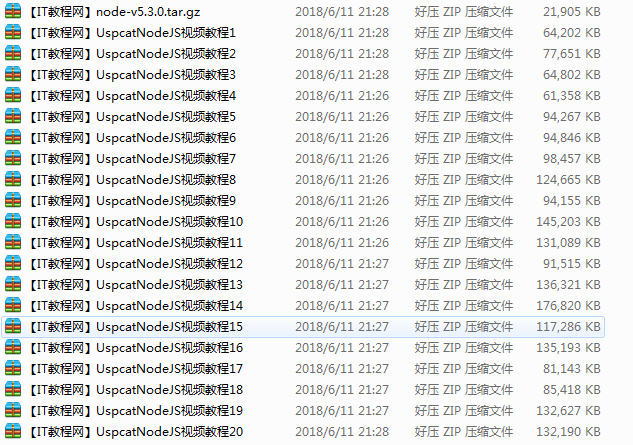 【IT教程网】node-v5.3.0.tar.gz 2018/6/11 21:28 好压 ZIP 压缩文件 21,905 KB
【IT教程网】UspcatNodeJS视频教程1 2018/6/11 21:28 好压 ZIP 压缩文件 64,202 KB
【IT教程网】UspcatNodeJS视频教程2 2018/6/11 21:28 好压 ZIP 压缩文件 77,651 KB
【IT教程网】UspcatNodeJS视频教程3 2018/6/11 21:28 好压 ZIP 压缩文件 64,802 KB
【IT教程网】UspcatNodeJS视频教程4 2018/6/11 21:26 好压 ZIP 压缩文件 61,358 KB
【IT教程网】UspcatNodeJS视频教程5 2018/6/11 21:26 好压 ZIP 压缩文件 94,267 KB
【IT教程网】UspcatNodeJS视频教程6 2018/6/11 21:26 好压 ZIP 压缩文件 94,846 KB
【IT教程网】UspcatNodeJS视频教程7 2018/6/11 21:26 好压 ZIP 压缩文件 98,457 KB
【IT教程网】UspcatNodeJS视频教程8 2018/6/11 21:26 好压 ZIP 压缩文件 124,665 KB
【IT教程网】UspcatNodeJS视频教程9 2018/6/11 21:26 好压 ZIP 压缩文件 94,155 KB
【IT教程网】UspcatNodeJS视频教程10 2018/6/11 21:26 好压 ZIP 压缩文件 145,203 KB
【IT教程网】UspcatNodeJS视频教程11 2018/6/11 21:26 好压 ZIP 压缩文件 131,089 KB
【IT教程网】UspcatNodeJS视频教程12 2018/6/11 21:27 好压 ZIP 压缩文件 91,515 KB
【IT教程网】UspcatNodeJS视频教程13 2018/6/11 21:27 好压 ZIP 压缩文件 136,321 KB
【IT教程网】UspcatNodeJS视频教程14 2018/6/11 21:27 好压 ZIP 压缩文件 176,820 KB
【IT教程网】UspcatNodeJS视频教程15 2018/6/11 21:27 好压 ZIP 压缩文件 117,286 KB
【IT教程网】UspcatNodeJS视频教程16 2018/6/11 21:27 好压 ZIP 压缩文件 135,193 KB
【IT教程网】UspcatNodeJS视频教程17 2018/6/11 21:27 好压 ZIP 压缩文件 81,143 KB
【IT教程网】UspcatNodeJS视频教程18 2018/6/11 21:27 好压 ZIP 压缩文件 85,418 KB
【IT教程网】UspcatNodeJS视频教程19 2018/6/11 21:27 好压 ZIP 压缩文件 132,627 KB
【IT教程网】UspcatNodeJS视频教程20 2018/6/11 21:28 好压 ZIP 压缩文件 132,190 KB